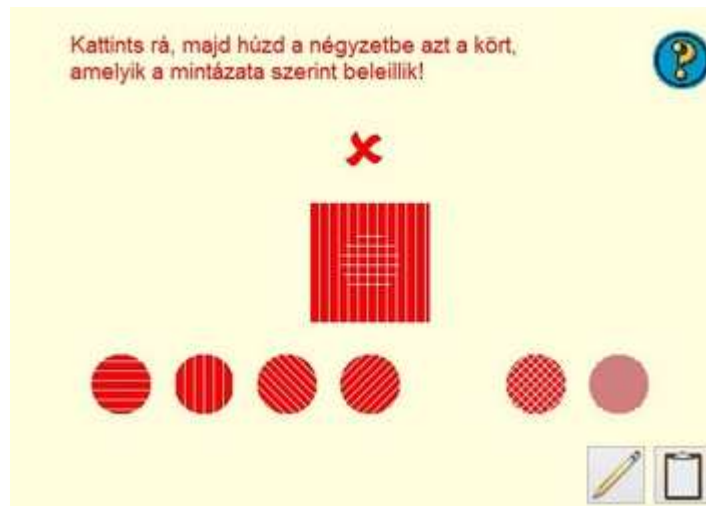 Kattints rá, majd húzd a négyzetbe azt a kört,
amelyik a mintázata szerint beleillik!
?